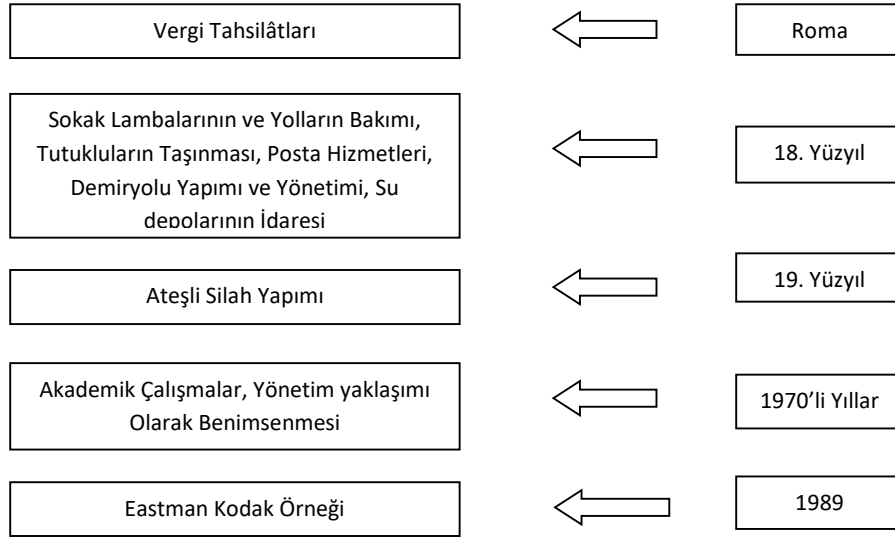 Vergi Tahsilâtları
Roma
Sokak Lambalarının ve Yolların Bakımı,
Tutukluların Taşınması, Posta Hizmetleri,
Demiryolu Yapımı ve Yönetimi, Su
depolarının İdaresi
18. Yüzyıl
Ateşli Silah Yapımı
19. Yüzyıl
Akademik Çalışmalar, Yönetim yaklaşımı
Olarak Benimsenmesi
1970’li Yıllar
Eastman Kodak Örneği
1989